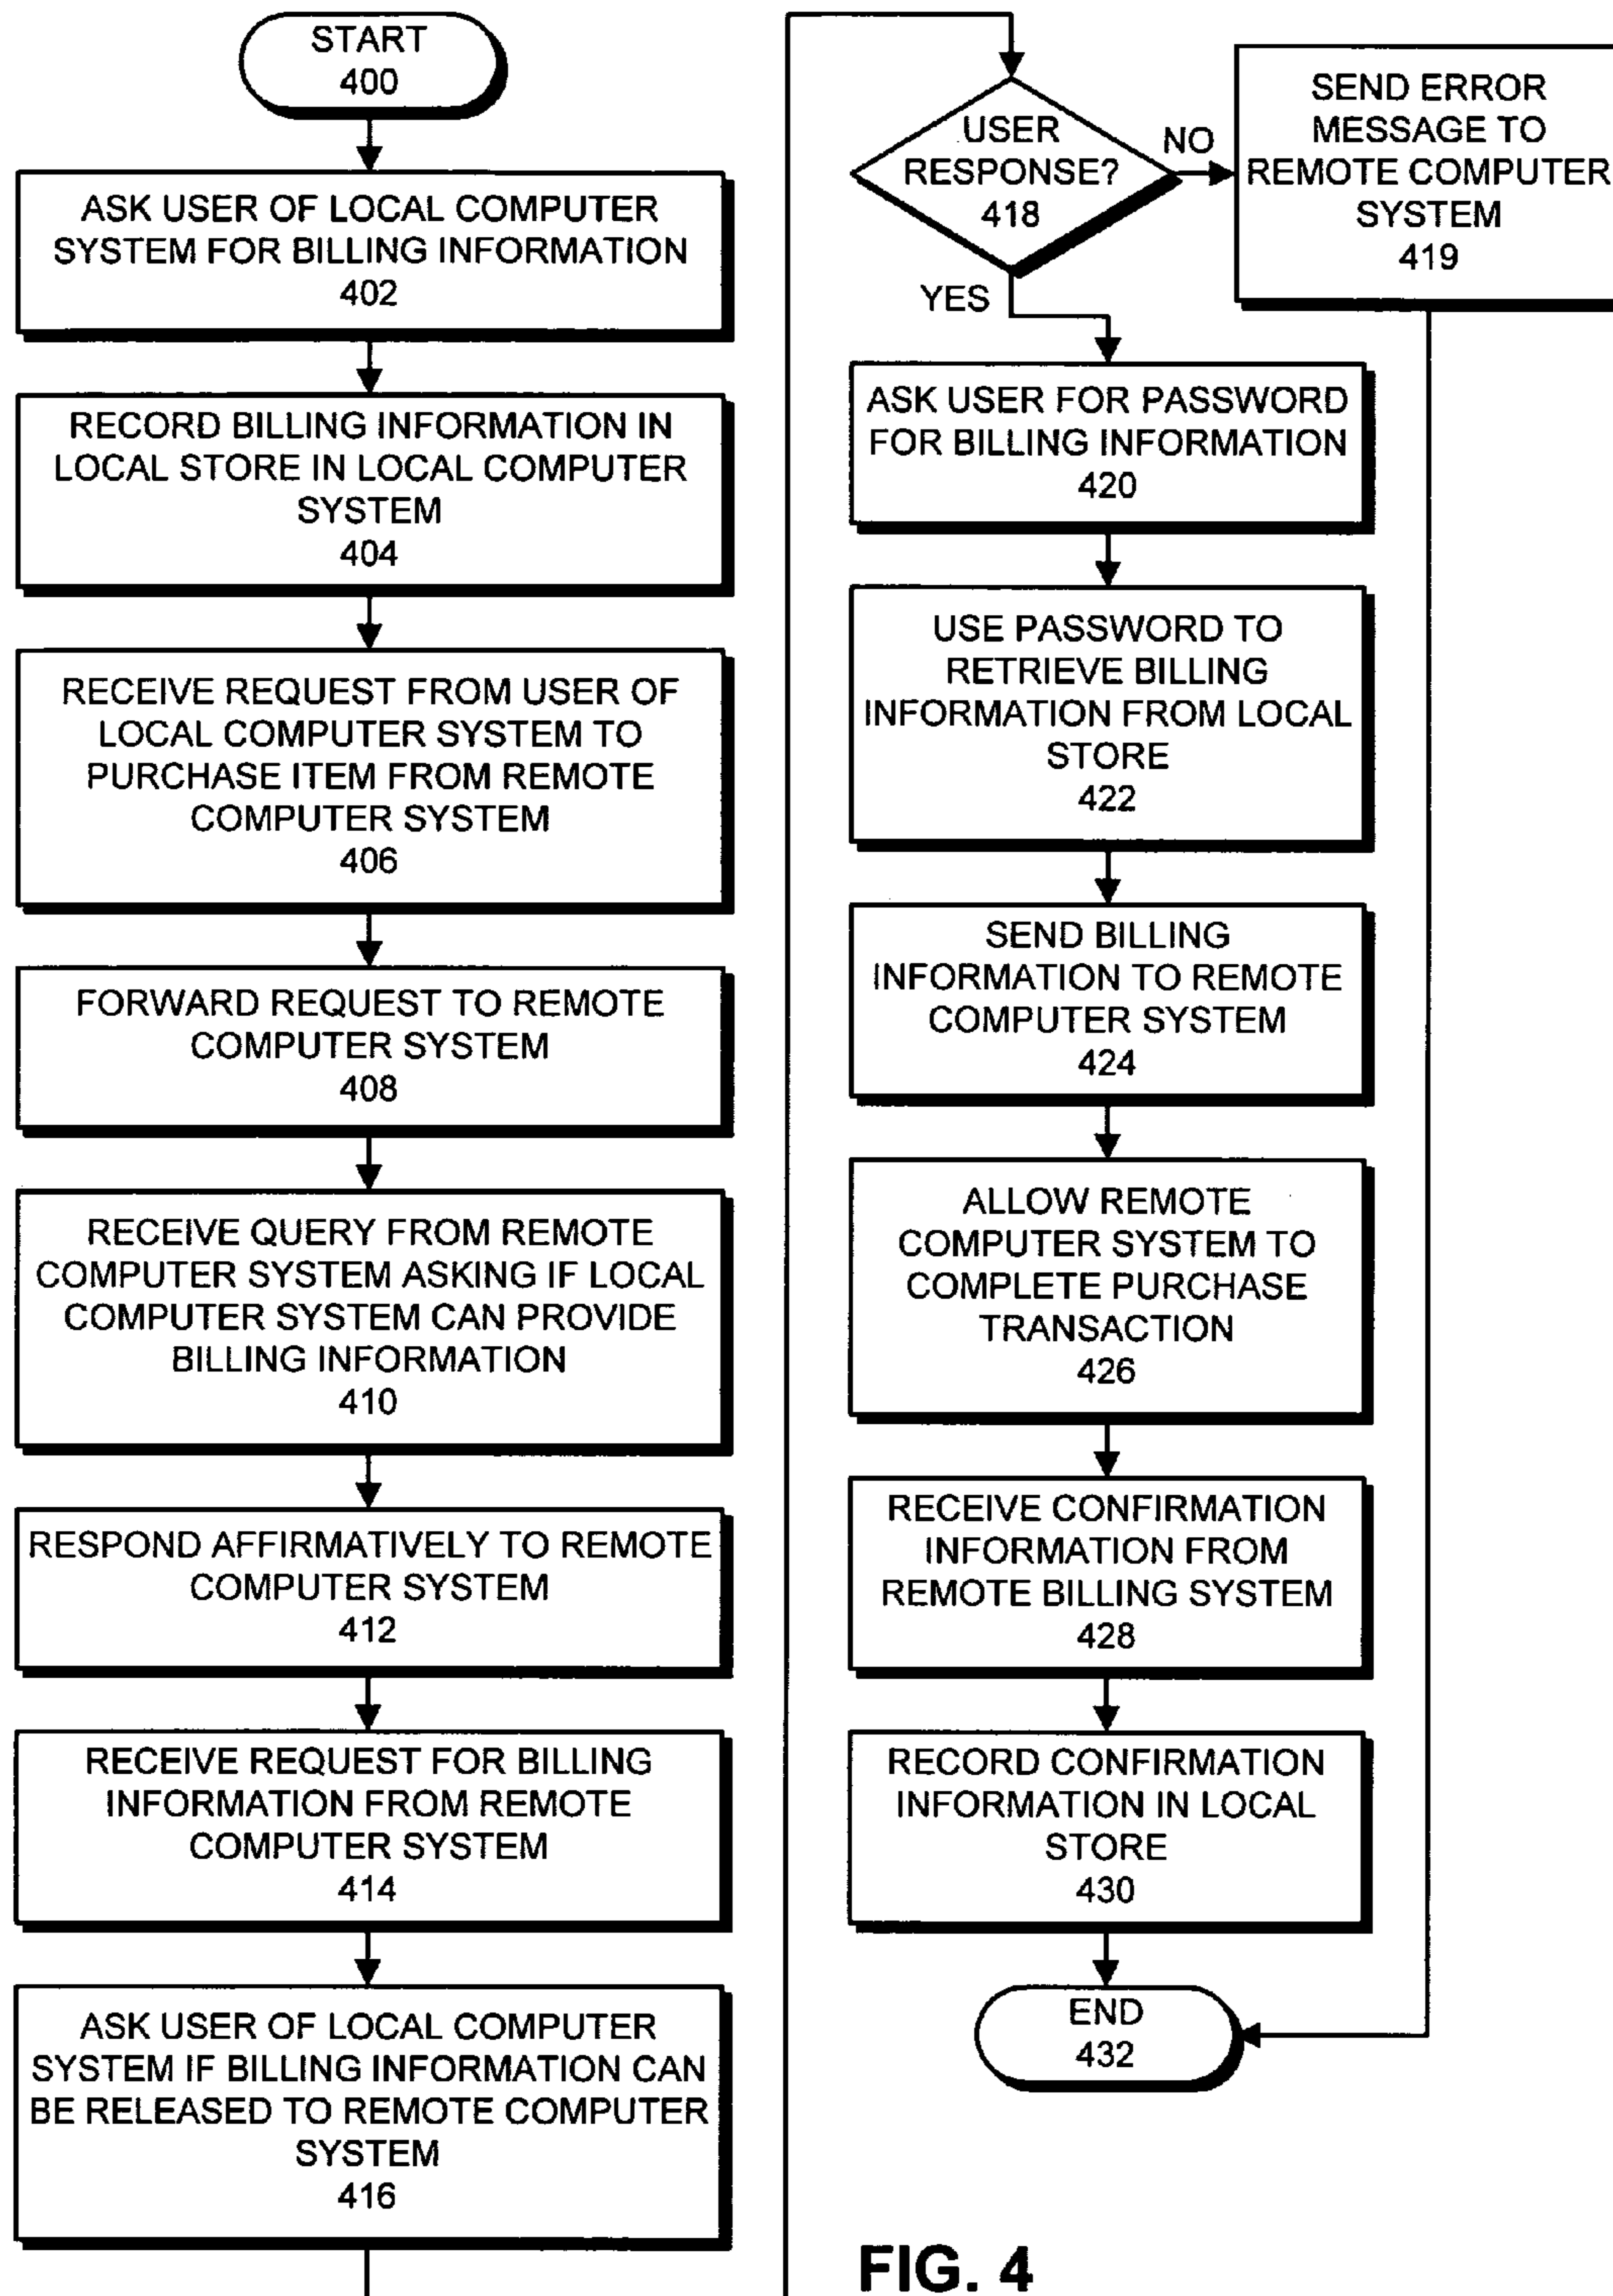 START
400
ASK USER OF LOCAL COMPUTER
SYSTEM FOR BILLING INFORMATION
402
RECORD BILLING INFORMATION IN
LOCAL STORE IN LOCAL COMPUTER
SYSTEM
404
RECEIVE REQUEST FROM USER OF
LOCAL COMPUTER SYSTEM TO
PURCHASE ITEM FROM REMOTE
COMPUTER SYSTEM
406
FORWARD REQUEST TO REMOTE
COMPUTER SYSTEM
408
RECEIVE QUERY FROM REMOTE
COMPUTER SYSTEM ASKING IF LOCAL
COMPUTER SYSTEM CAN PROVIDE
BILLING INFORMATION
410
RESPOND AFFIRMATIVELY TO REMOTE
COMPUTER SYSTEM
412
RECEIVE REQUEST FOR BILLING
INFORMATION FROM REMOTE
COMPUTER SYSTEM
414
ASK USER OF LOCAL COMPUTER
SYSTEM IF BILLING INFORMATION CAN
BE RELEASED TO REMOTE COMPUTER
SYSTEM
416
USER
RESPONSE?
418
NO
SEND ERROR
MESSAGE TO
REMOTE COMPUTER
SYSTEM
419
YES
ASK USER FOR PASSWORD
FOR BILLING INFORMATION
420
USE PASSWORD TO
RETRIEVE BILLING
INFORMATION FROM LOCAL
STORE
422
SEND BILLING
INFORMATION TO REMOTE
COMPUTER SYSTEM
424
ALLOW REMOTE
COMPUTER SYSTEM TO
COMPLETE PURCHASE
TRANSACTION
426
RECEIVE CONFIRMATION
INFORMATION FROM
REMOTE BILLING SYSTEM
428
RECORD CONFIRMATION
INFORMATION IN LOCAL
STORE
430
END
432
FIG. 4